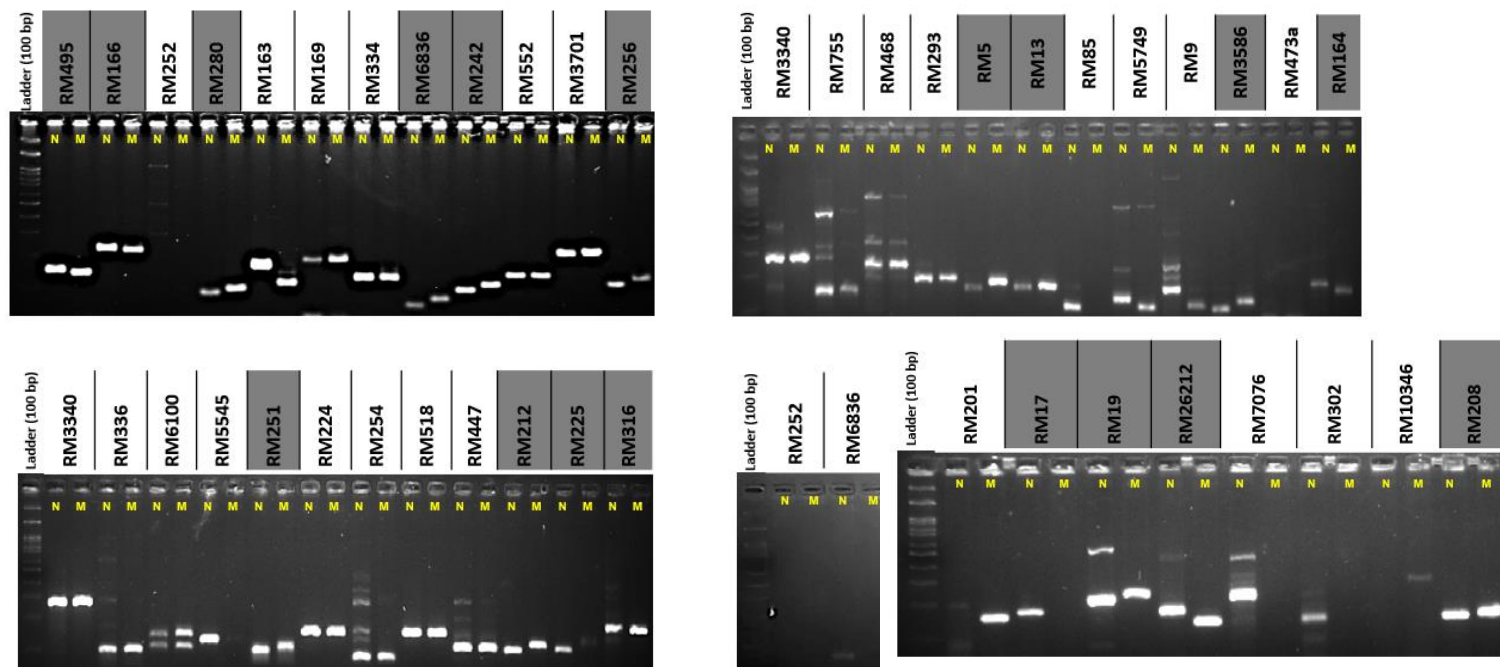 Ladder (100 bp) RM495 RM166 RM252 RM280 RM163 RM169 RM334 RM6836 RM242 RM552 RM3701 RM256
N M N M N M N M N M N M N M N M N M N M N M N M
Ladder (100 bp) RM3340 RM755 RM468 RM293 RM5 RM13 RM85 RM5749 RM9 RM3586 RM473a RM164
N M N M N M N M N M N M N M N M N M N M N M N M
Ladder (100 bp) RM3340 RM336 RM6100 RM5545 RM251 RM224 RM254 RM518 RM447 RM212 RM225 RM316
N M N M N M N M N M N M N M N M N M N M N M N M
Ladder (100 bp) RM252 RM6836
N M N M
Ladder (100 bp) RM201 RM17 RM19 RM26212 RM7076 RM302 RM10346 RM208
N M N M N M N M N M N M N M N M